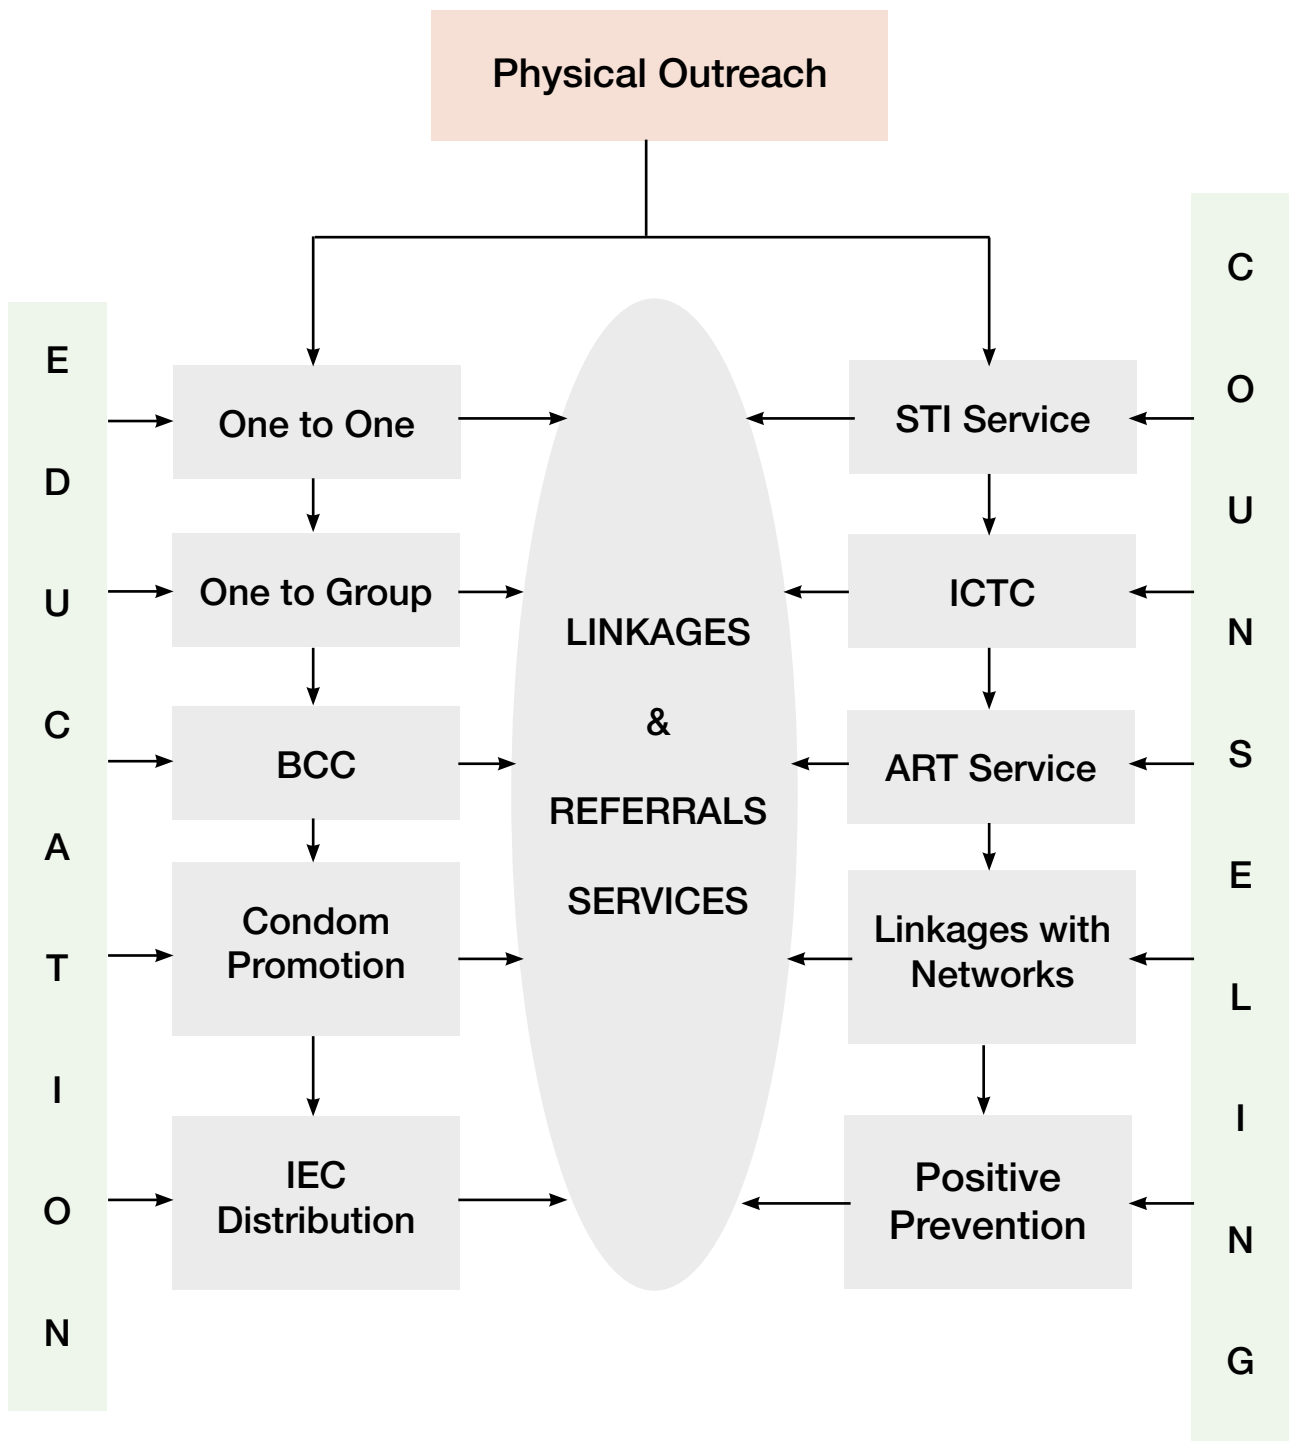 Physical Outreach
E
D
U
C
A
T
I
O
N
One to One
One to Group
BCC
Condom
Promotion
IEC
Distribution
LINKAGES
&
REFERRALS
SERVICES
STI Service
ICTC
ART Service
Linkages with
Networks
Positive
Prevention
C
O
U
N
S
E
L
I
N
G